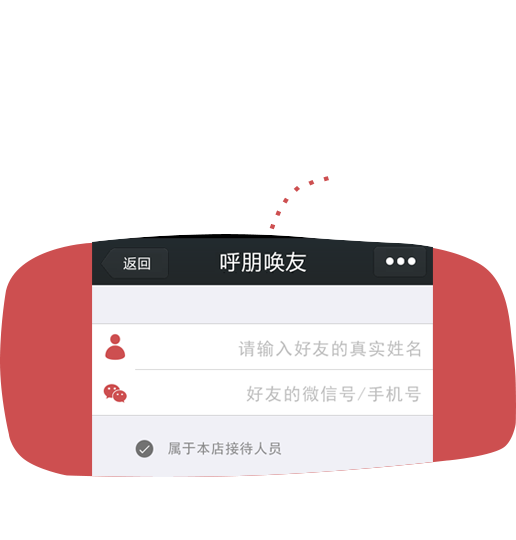 返回
呼朋唤友
请输入好友的真实姓名
好友的微信号/手机号
属于本店接待人员